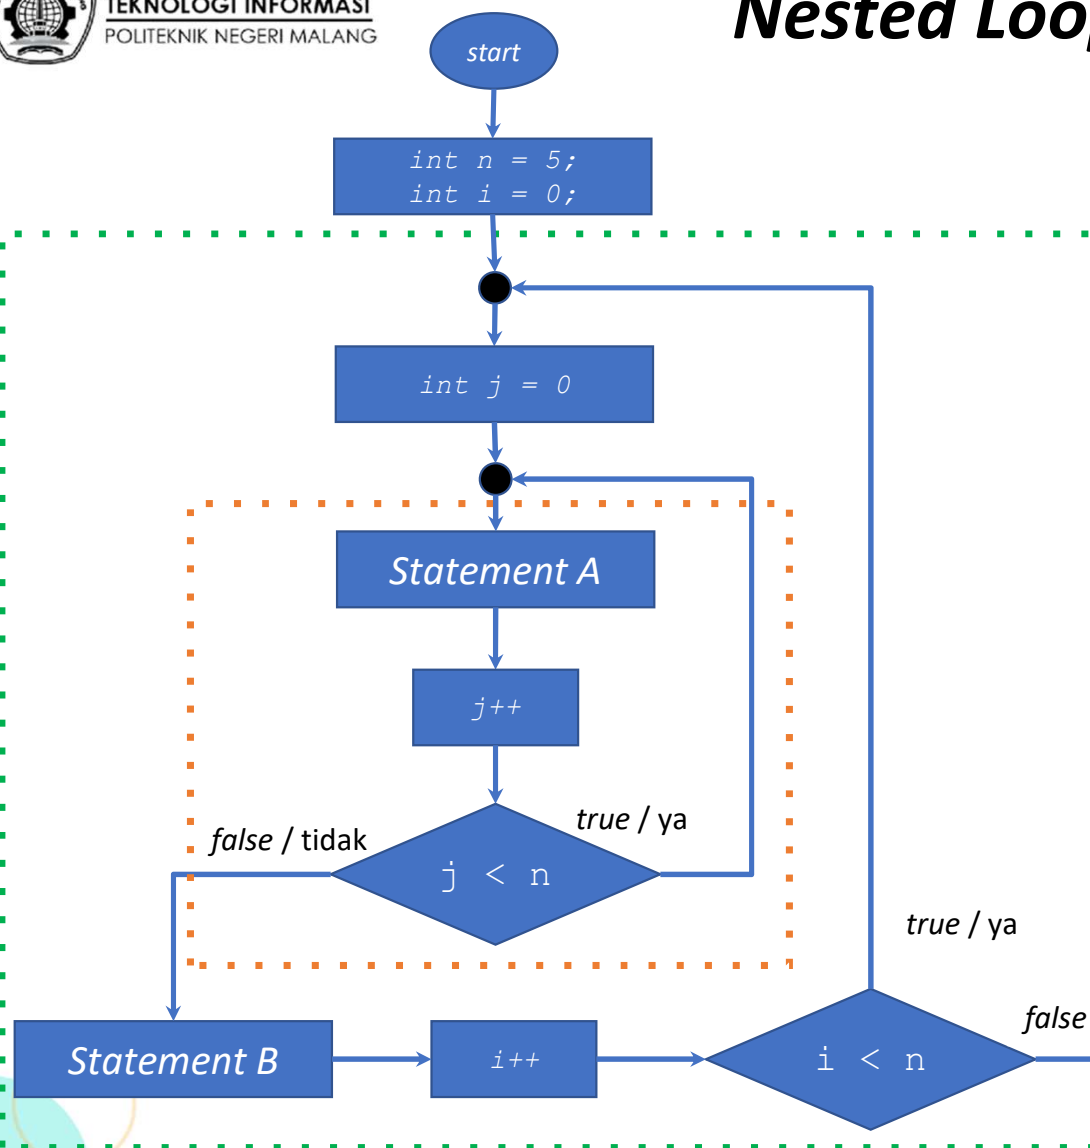 TEKNOLOGI INFORMASI
POLITEKNIK NEGERI MALANG
Nested Loop
start
int n = 5;
int i = 0;
int j = 0
Statement A
j++
false / tidak
true / ya
j < n
true / ya
false
Statement B
i++
i < n